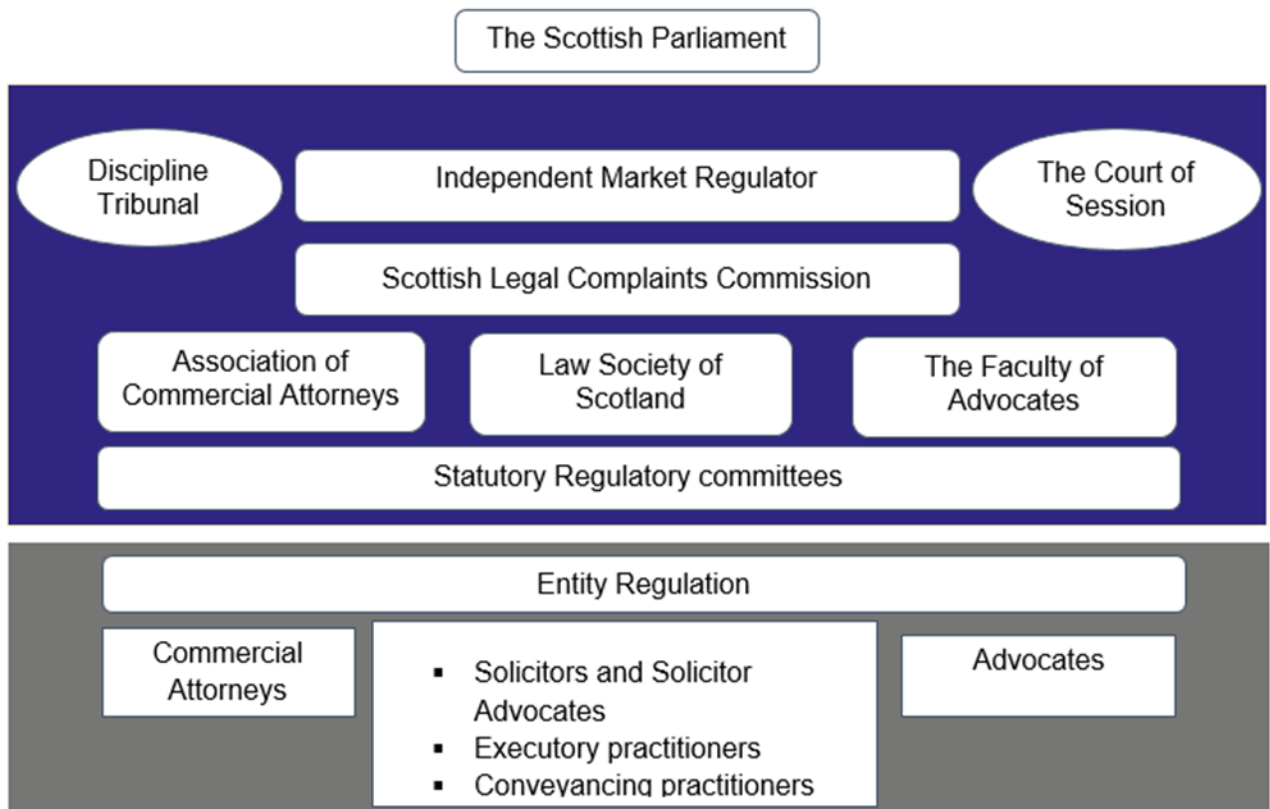 The Scottish Parliament
Discipline
Tribunal
Independent Market Regulator
The Court of
Session
Scottish Legal Complaints Commission
Association of
Commercial Attorneys
Law Society of
Scotland
The Faculty of
Advocates
Statutory Regulatory committees
Entity Regulation
Commercial
Attorneys
▪ Solicitors and Solicitor
Advocates
▪ Executory practitioners
▪ Conveyancing practitioners
Advocates